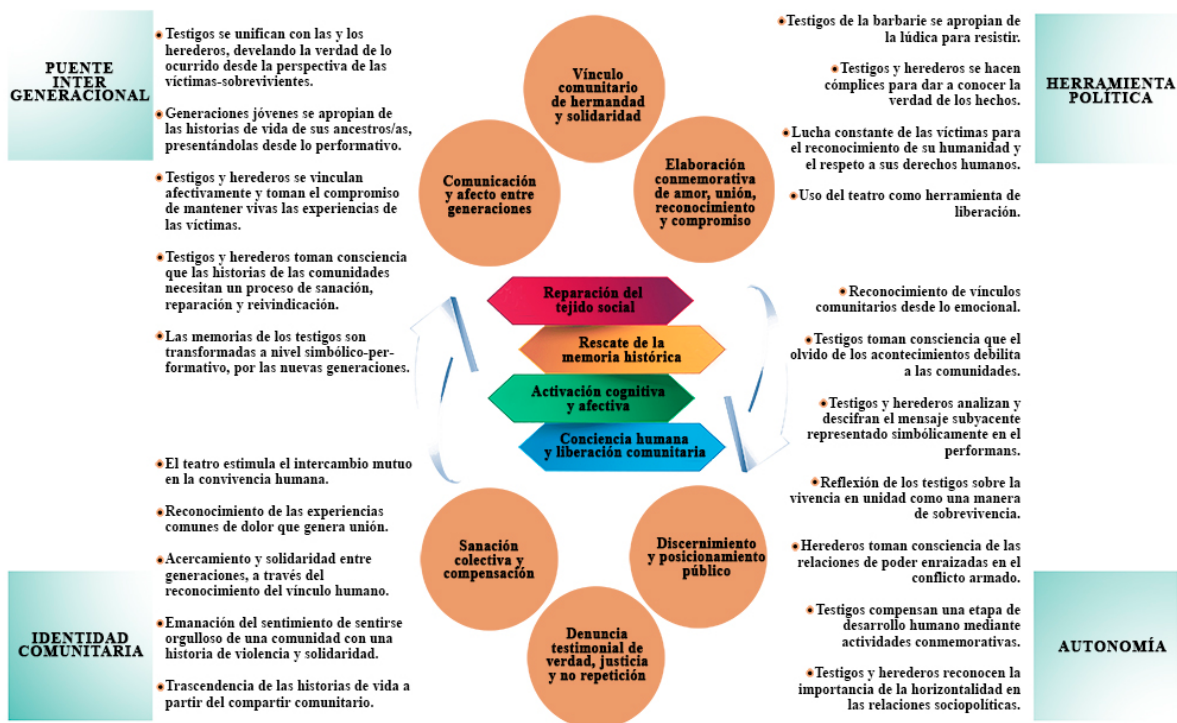 PUENTE
INTER
GENERACIONAL
Testigos se unifican con las y los
herederos, develando la verdad de lo
ocurrido desde la perspectiva de las
víctimas-sobrevivientes.
Generaciones jóvenes se apropian de
las historias de vida de sus ancestros/as,
presentándolas desde lo performativo.
Testigos y herederos se vinculan
afectivamente y toman el compromiso
de mantener vivas las experiencias de
las víctimas.
Testigos y herederos toman consciencia
que las historias de las comunidades
necesitan un proceso de sanación,
reparación y reivindicación.
Las memorias de los testigos son
transformadas a nivel simbólico-per-
formativo, por las nuevas generaciones.
Vínculo
comunitario
de hermandad
y solidaridad
Comunicación
y afecto entre
generaciones
Elaboración
conmemorativa
de amor, unión,
reconocimiento
y compromiso
HERRAMIENTA
POLÍTICA
Testigos de la barbarie se apropian de
la lúdica para resistir.
Testigos y herederos se hacen
cómplices para dar a conocer la
verdad de los hechos.
Lucha constante de las víctimas para
el reconocimiento de su humanidad y
el respeto a sus derechos humanos.
Uso del teatro como herramienta de
liberación.
Reparación del
tejido social
Rescate de la
memoria histórica
Activación cognitiva
y afectiva
Conciencia humana
y liberación comunitaria
IDENTIDAD
COMUNITARIA
El teatro estimula el intercambio mutuo
en la convivencia humana.
Reconocimiento de las experiencias
comunes de dolor que genera unión.
Acercamiento y solidaridad entre
generaciones, a través del
reconocimiento del vínculo humano.
Emanación del sentimiento de sentirse
orgulloso de una comunidad con una
historia de violencia y solidaridad.
Trascendencia de las historias de vida a
partir del compartir comunitario.
Sanación
colectiva y
compensación
Discernimiento
y posicionamiento
público
Denuncia
testimonial de
verdad, justicia
y no repetición
AUTONOMÍA
Reconocimiento de vínculos
comunitarios desde lo emocional.
Testigos toman consciencia que el
olvido de los acontecimientos debilita
a las comunidades.
Testigos y herederos analizan y
descifran el mensaje subyacente
representado simbólicamente en el
performans.
Reflexión de los testigos sobre la
vivencia en unidad como una manera
de sobrevivencia.
Herederos toman consciencia de las
relaciones de poder enraizadas en el
conflicto armado.
Testigos compensan una etapa de
desarrollo humano mediante
actividades conmemorativas.
Testigos y herederos reconocen la
importancia de la horizontalidad en
las relaciones sociopolíticas.